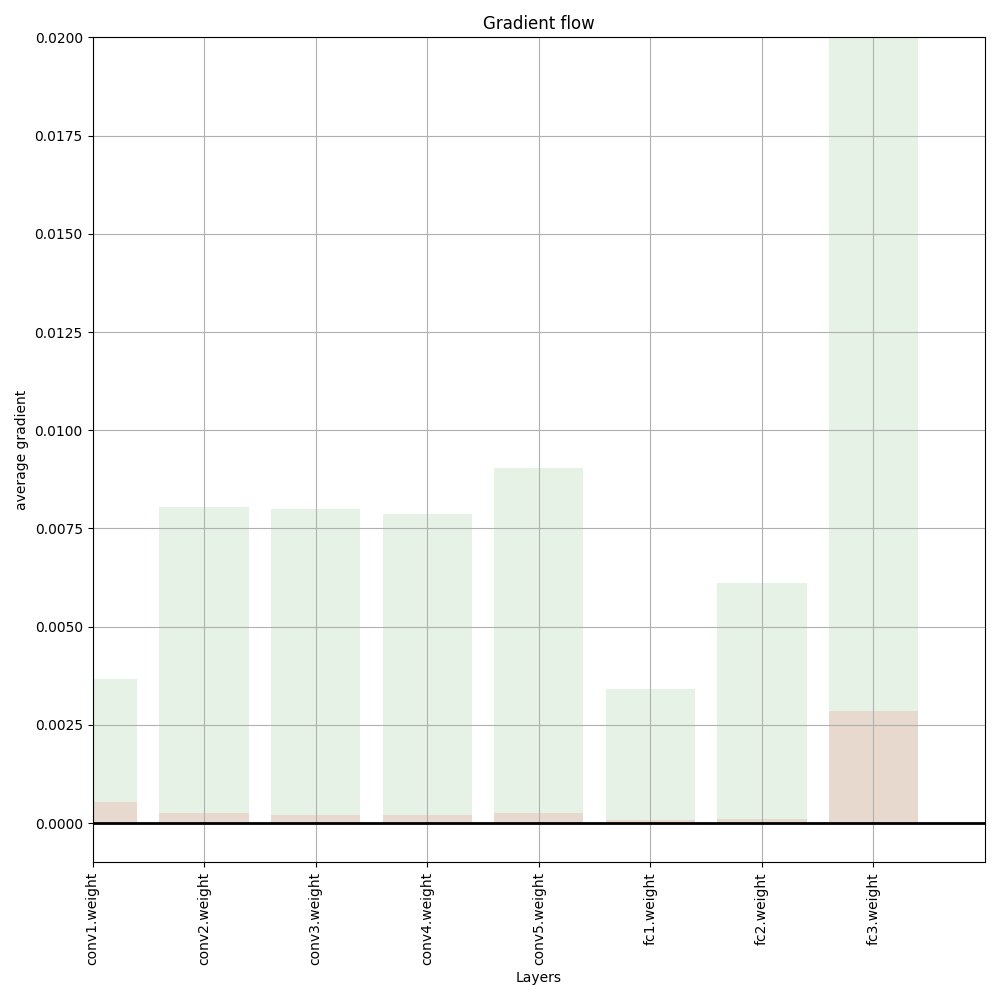 Gradient flow
0.0200
0.0175
0.0150
0.0125
0.0100
0.0075
0.0050
0.0025
0.0000
average gradient
conv1.weight
conv2.weight
conv3.weight
conv4.weight
conv5.weight
fc1.weight
fc2.weight
fc3.weight
Layers